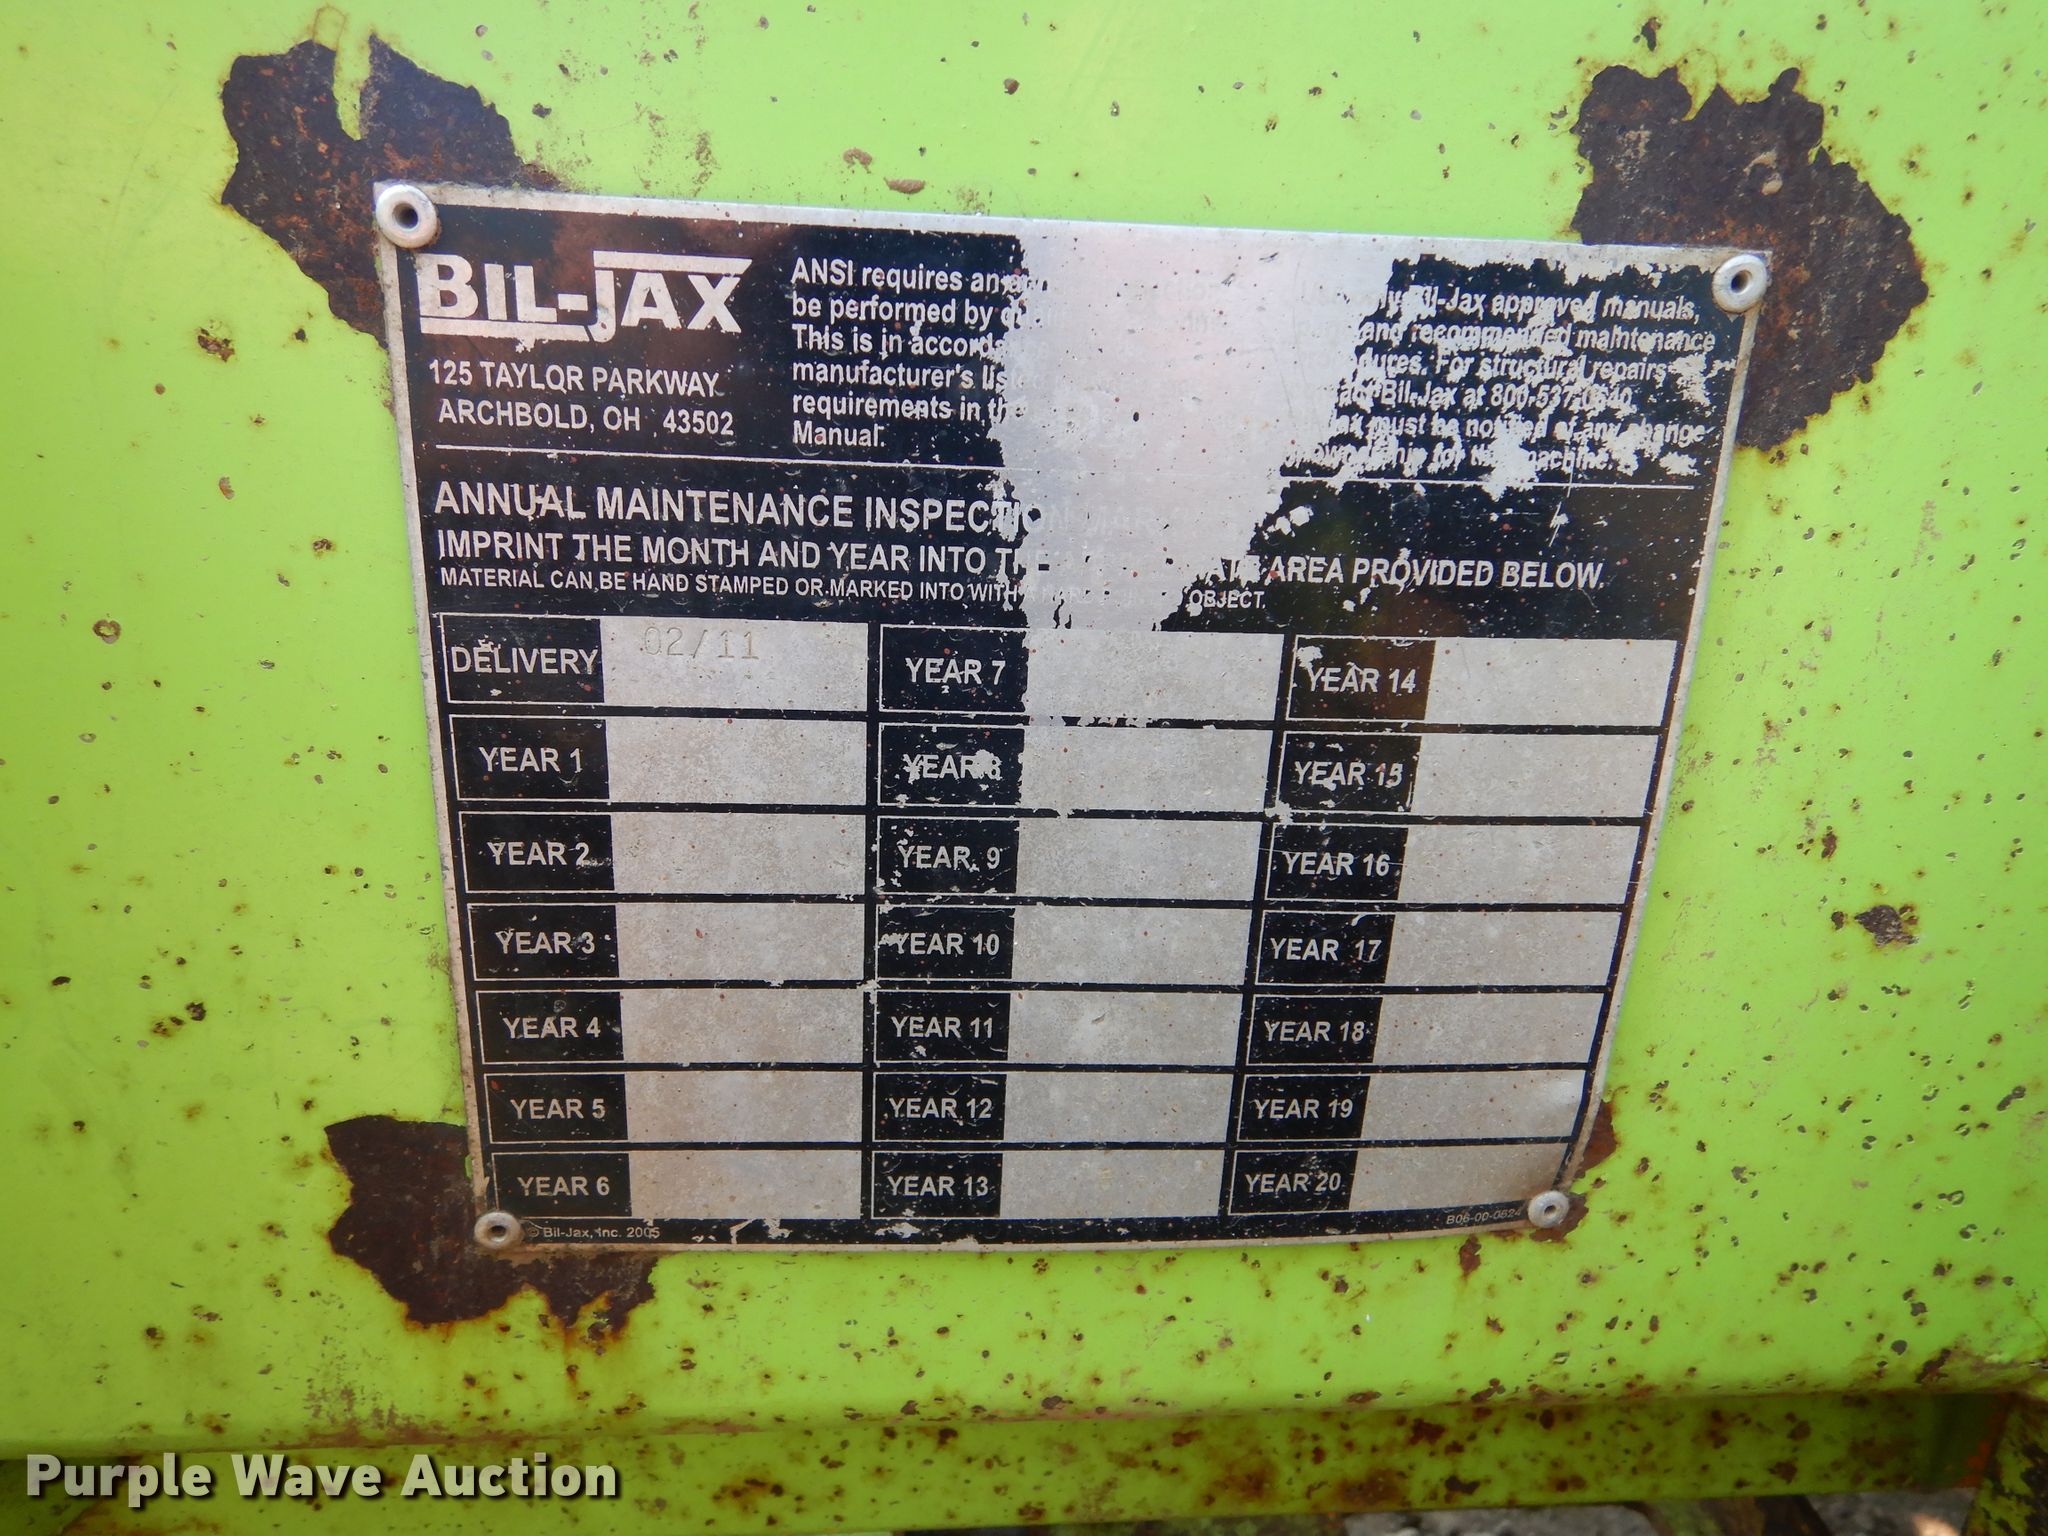 BIL-JAX
125 TAYLOR PARKWAY
ARCHBOLD, OH 43502
ANSI requires an
be performed by
This is in
manufacturer's
requirements in
Manual.
Bil-Jax approved manuals,
and recommended maintenance
For structural repairs
Bil-Jax at 800-537-0540
must be notified of any change
for machine.
ANNUAL MAINTENANCE
IMPRINT THE MONTH AND YEAR INTO AREA PROVIDED BELOW.
MATERIAL CAN BE HAND STAMPED OR MARKED INTO WITH OBJECT.
DELIVERY 02/11
YEAR 1
YEAR 2
YEAR 3
YEAR 4
YEAR 5
YEAR 6
YEAR 7
YEAR 8
YEAR 9
YEAR 10
YEAR 11
YEAR 12
YEAR 13
YEAR 14
YEAR 15
YEAR 16
YEAR 17
YEAR 18
YEAR 19
YEAR 20
© Bil-Jax, Inc. 2005
B06-00-0524
Purple Wave Auction